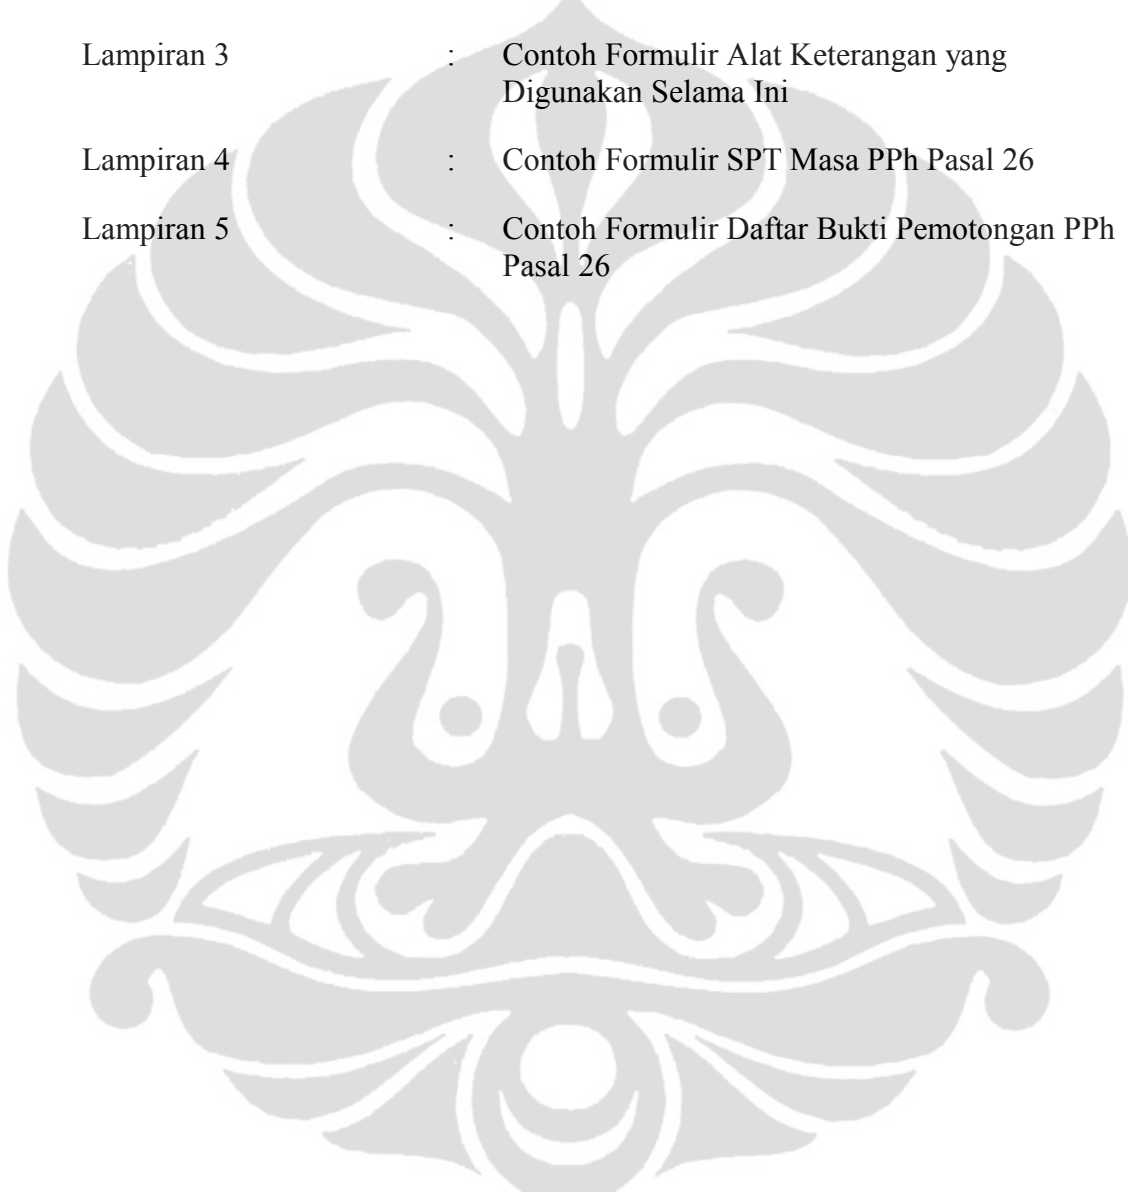 Lampiran 3 : Contoh Formulir Alat Keterangan yang
Digunakan Selama Ini
Lampiran 4 : Contoh Formulir SPT Masa PPh Pasal 26
Lampiran 5 : Contoh Formulir Daftar Bukti Pemotongan PPh
Pasal 26